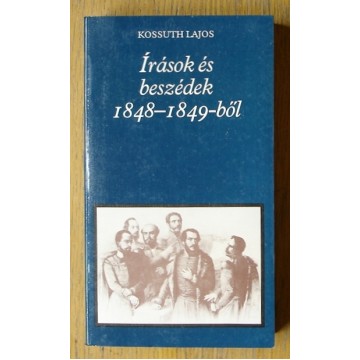 KOSSUTH LAJOS
Írások és
beszédek
1848–1849-ből